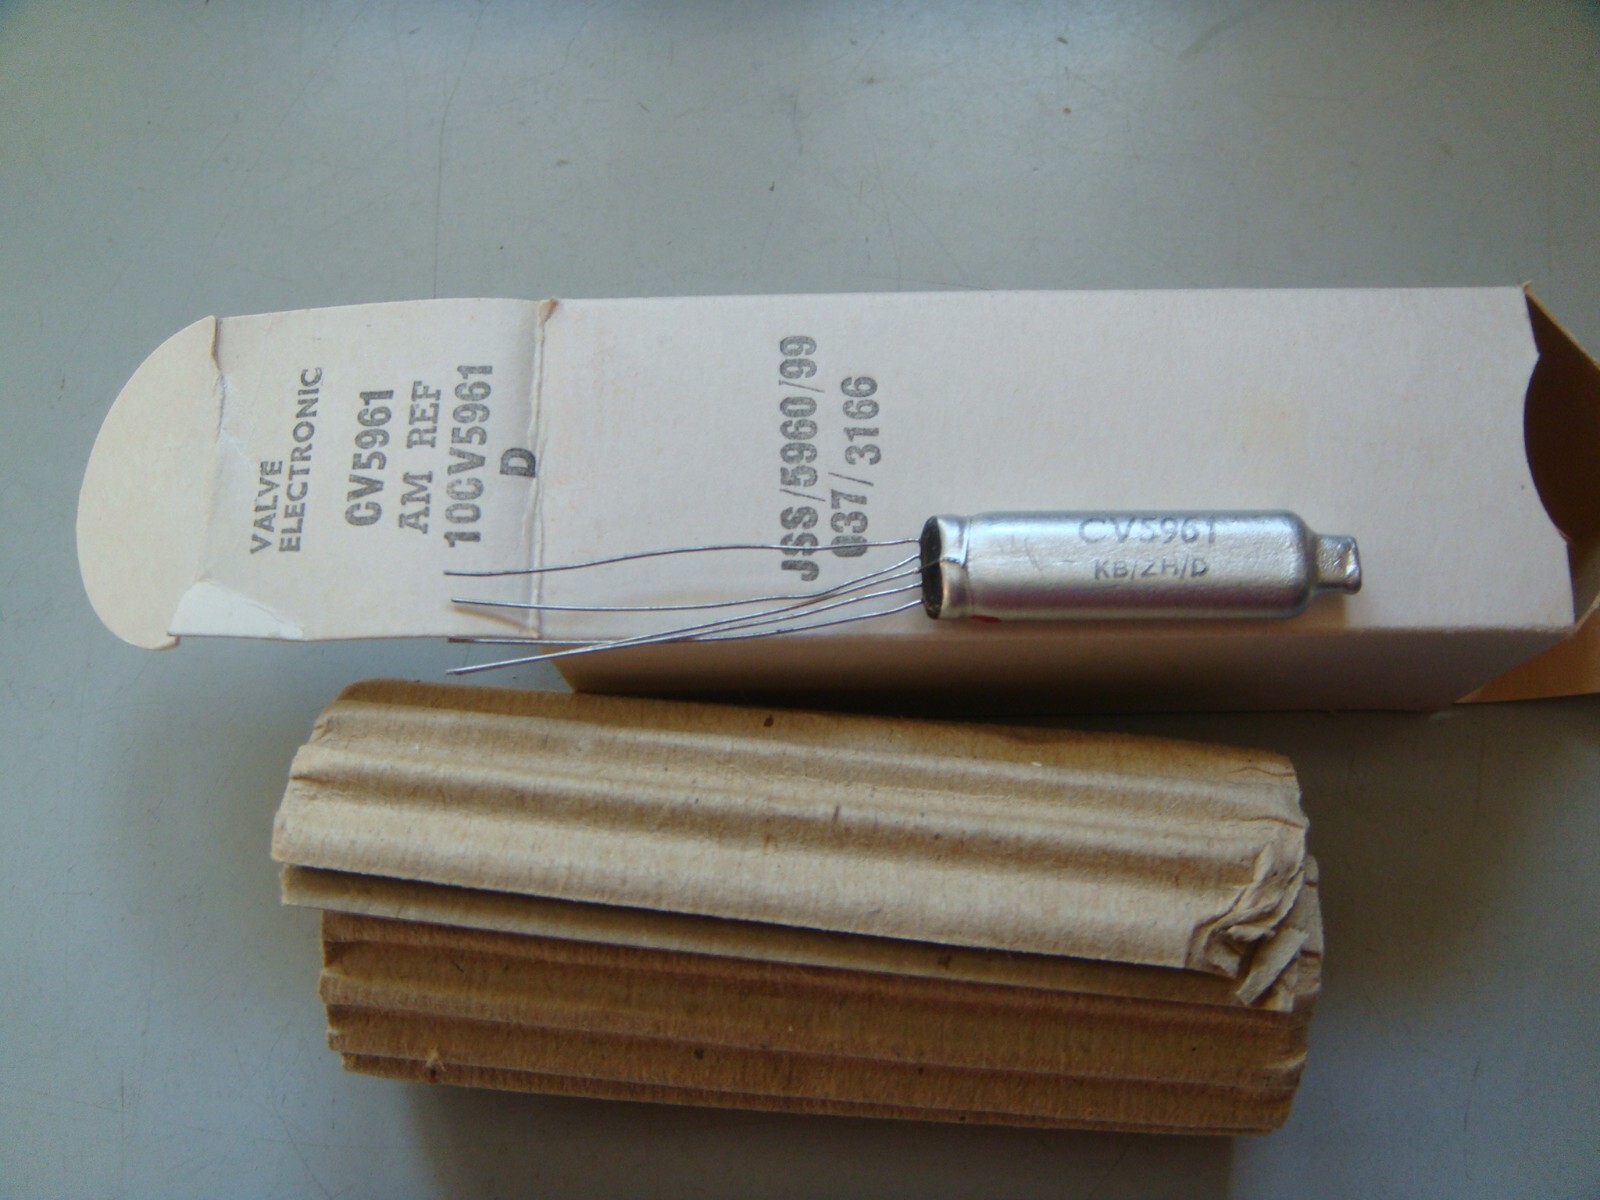 VALVE
ELECTRONIC
CV5961
AM REF
10CV5961
D
JSS/5960/99
037/3166
CV5961
KB/ZH/D